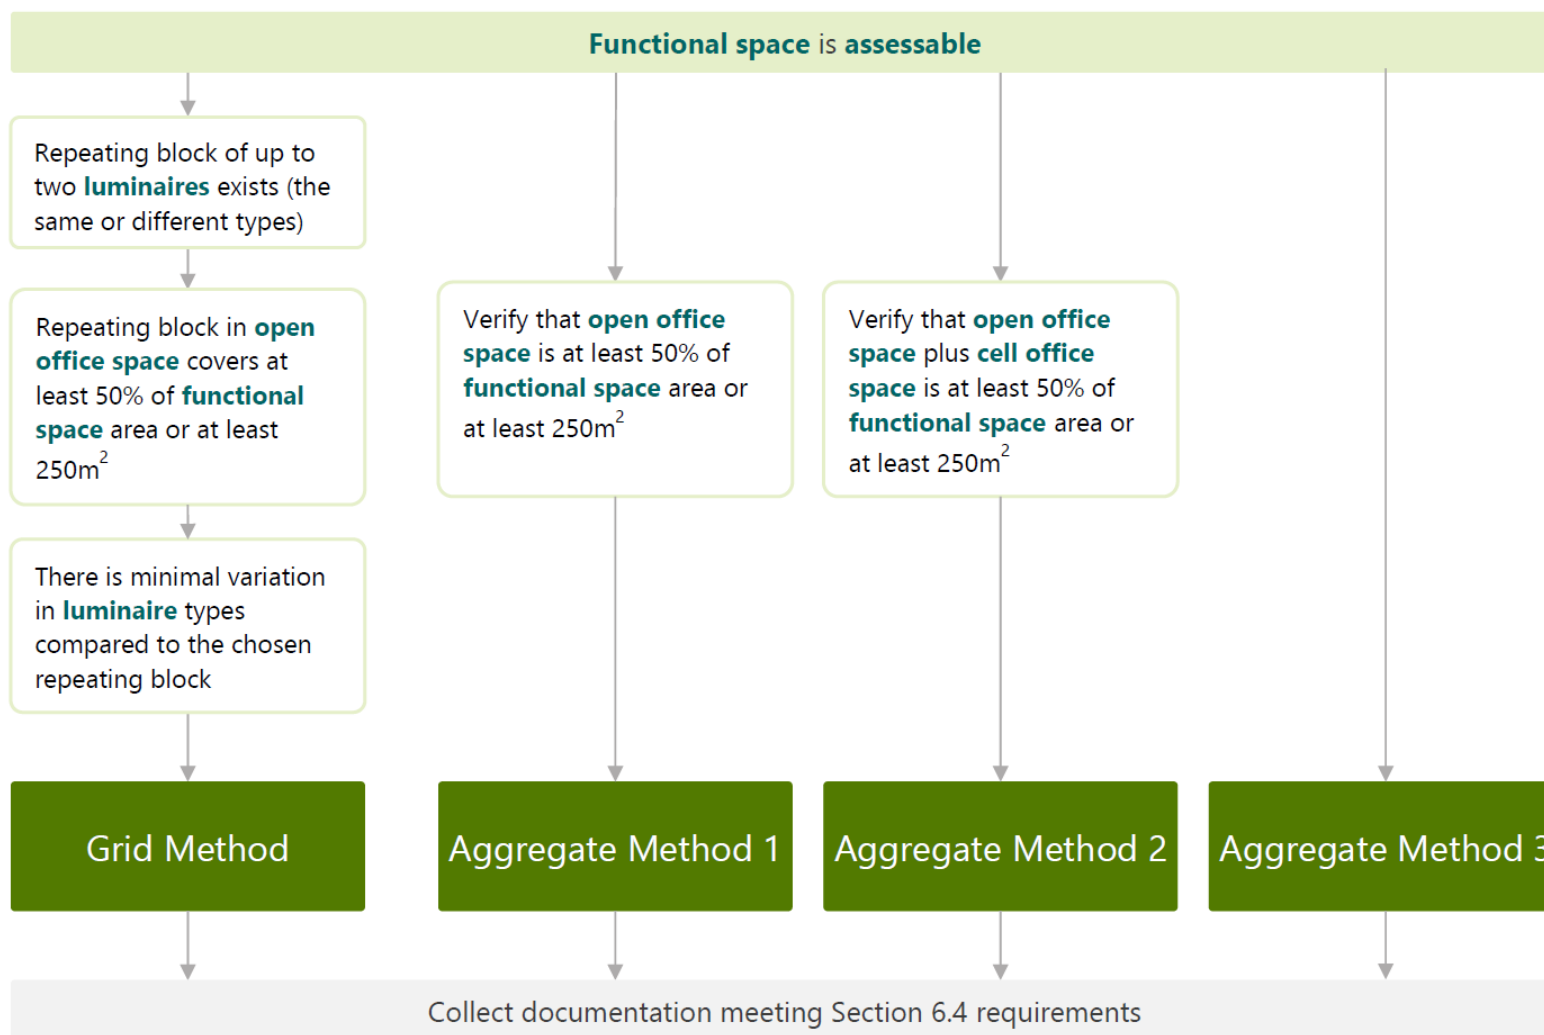 Functional space is assessable
Repeating block of up to
two luminaires exists (the
same or different types)
Repeating block in open
office space covers at
least 50% of functional
space area or at least
250m²
There is minimal variation
in luminaire types
compared to the chosen
repeating block
Verify that open office
space is at least 50% of
functional space area or
at least 250m²
Verify that open office
space plus cell office
space is at least 50% of
functional space area or
at least 250m²
Grid Method
Aggregate Method 1
Aggregate Method 2
Aggregate Method 3
Collect documentation meeting Section 6.4 requirements